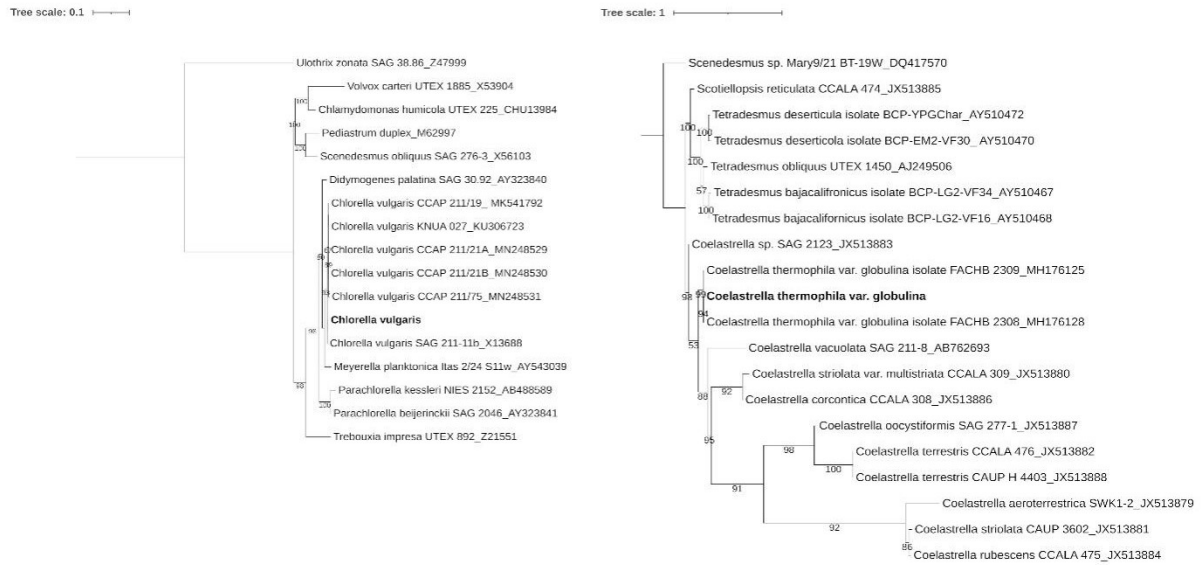 Tree scale: 0.1
Ulothrix zonata SAG 38.86_Z47999
Volvox carteri UTEX 1885_X53904
100
Chlamydomonas humicola UTEX 225_CHU13984
100
Pediastrum duplex_M62997
Scenedesmus obliquus SAG 276-3_X56103
Didymogenes palatina SAG 30.92_AY323840
Chlorella vulgaris CCAP 211/19_ MK541792
Chlorella vulgaris KNUA 027_KU306723
Chlorella vulgaris CCAP 211/21A_MN248529
Chlorella vulgaris CCAP 211/21B_MN248530
Chlorella vulgaris CCAP 211/75_MN248531
Chlorella vulgaris
Chlorella vulgaris SAG 211-11b_X13688
Meyerella planktonica Itas 2/24 S11w_AY543039
Parachlorella kessleri NIES 2152_AB488589
Parachlorella beijerinckii SAG 2046_AY323841
Trebouxia impresa UTEX 892_Z21551
Tree scale: 1
Scenedesmus sp. Mary9/21 BT-19W_DQ417570
Scotiellopsis reticulata CCALA 474_JX513885
Tetradesmus deserticula isolate BCP-YPGChar_AY510472
100
100
Tetradesmus deserticola isolate BCP-EM2-VF30_ AY510470
100
Tetradesmus obliquus UTEX 1450_AJ249506
57
Tetradesmus bajacalifronicus isolate BCP-LG2-VF34_AY510467
100
Tetradesmus bajacalifornicus isolate BCP-LG2-VF16_AY510468
Coelastrella sp. SAG 2123_JX513883
Coelastrella thermophila var. globulina isolate FACHB 2309_MH176125
98
Coelastrella thermophila var. globulina
94
Coelastrella thermophila var. globulina isolate FACHB 2308_MH176128
53
Coelastrella vacuolata SAG 211-8_AB762693
Coelastrella striolata var. multistriata CCALA 309_JX513880
88
92
Coelastrella corcontica CCALA 308_JX513886
Coelastrella oocystiformis SAG 277-1_JX513887
95
98
Coelastrella terrestris CCALA 476_JX513882
100
Coelastrella terrestris CAUP H 4403_JX513888
91
Coelastrella aeroterrestrica SWK1-2_JX513879
92
Coelastrella striolata CAUP 3602_JX513881
86
Coelastrella rubescens CCALA 475_JX513884